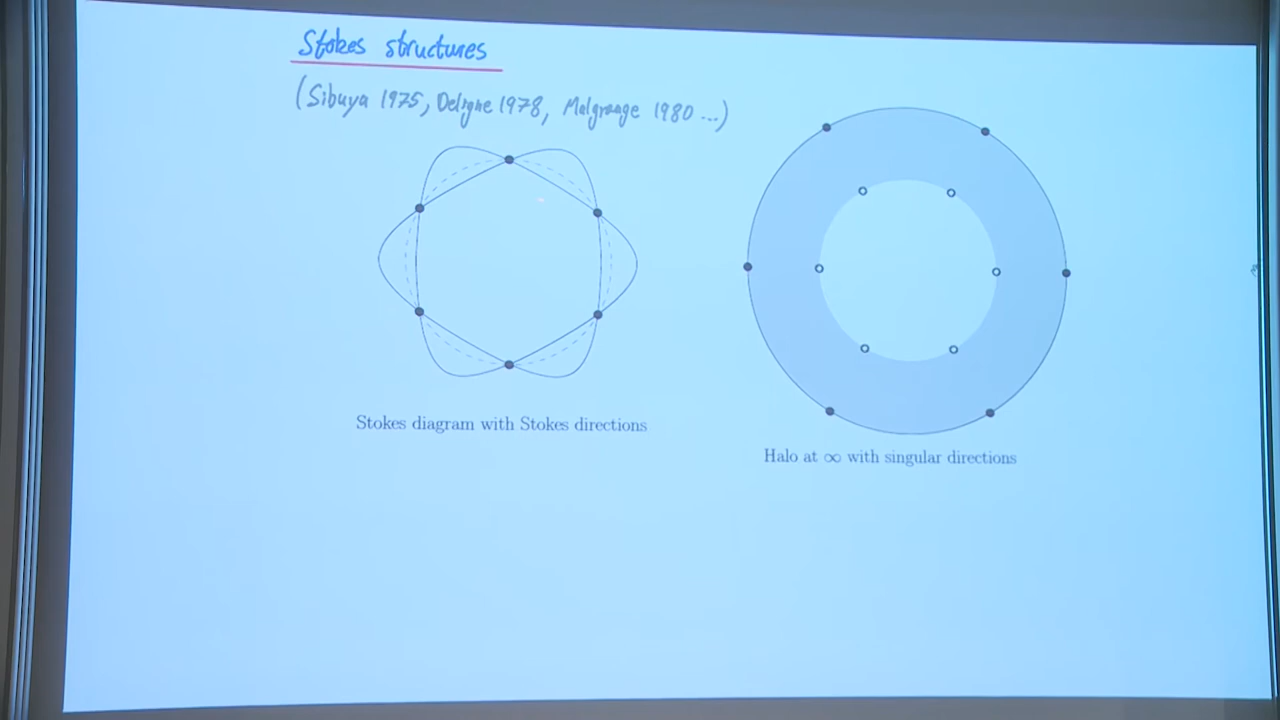 Stokes structures
(Sibuya 1975, Deligne 1978, Malgrange 1980 ...)
Stokes diagram with Stokes directions
Halo at ∞ with singular directions